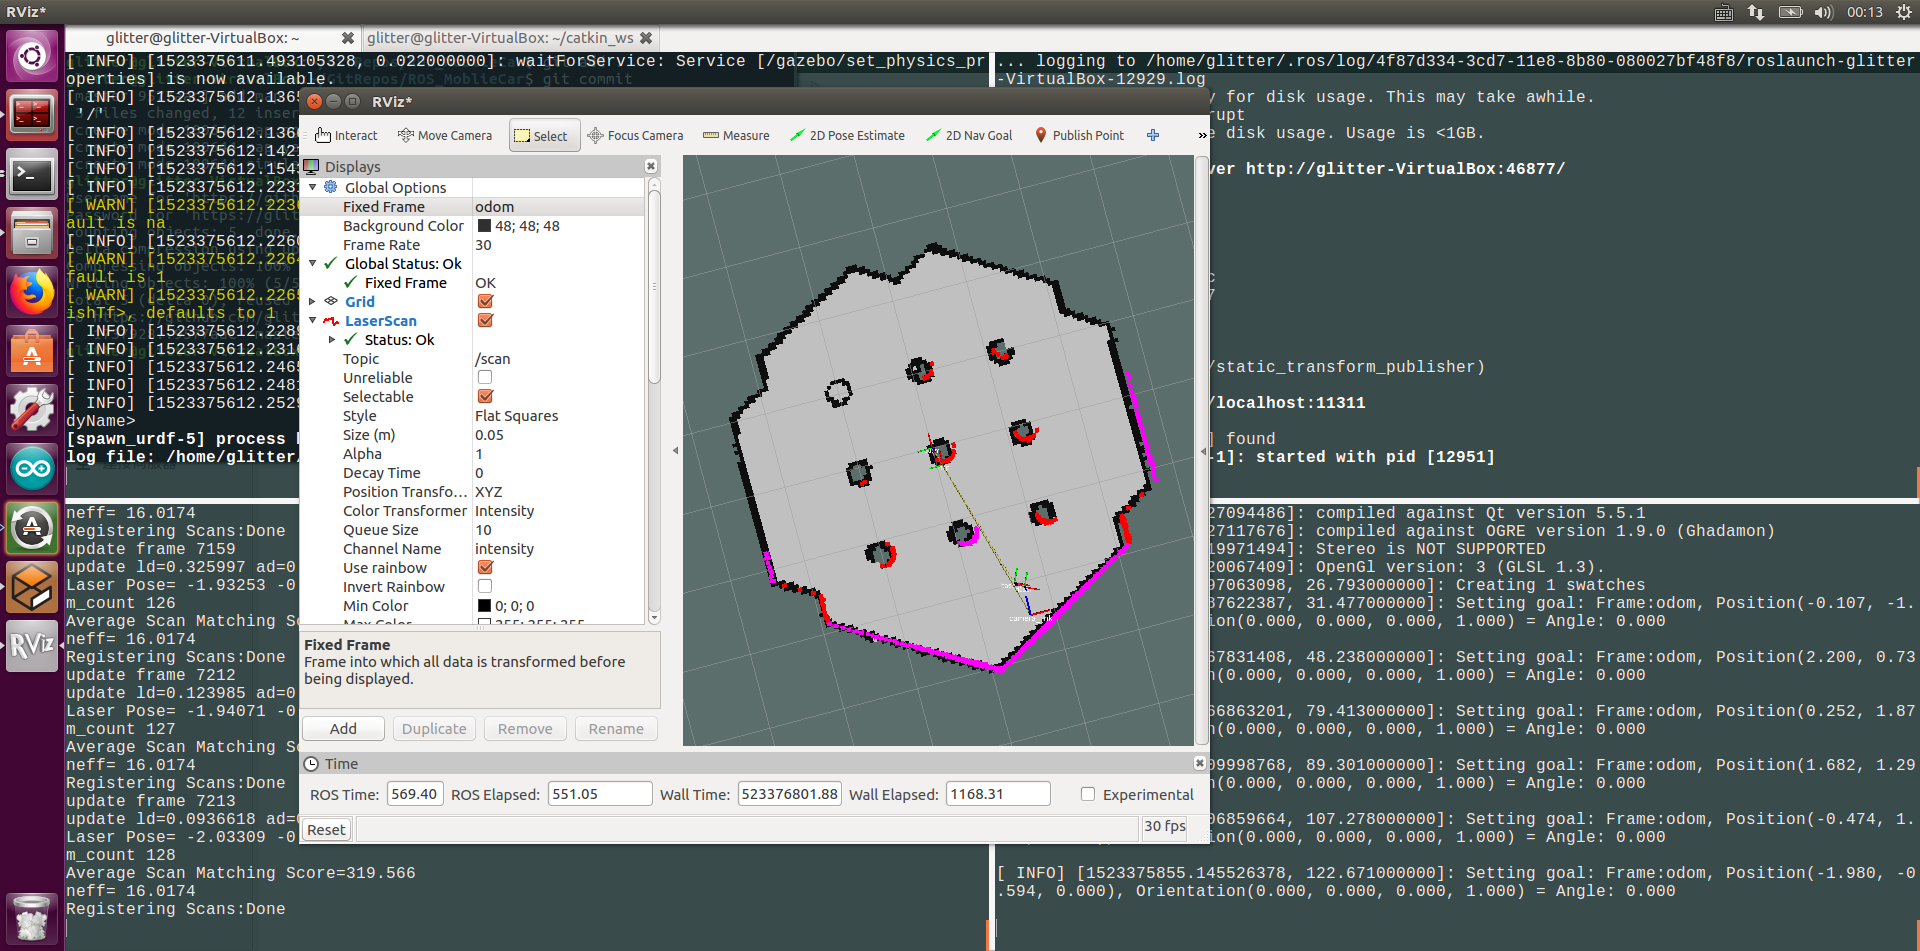 RViz*
00:13
glitter@glitter-VirtualBox: ~
glitter@glitter-VirtualBox: ~/catkin_ws
[ INFO] [1523375611.993105328, 0.022000000]: waitForService: Service [/gazebo/set_physics_pr
operties] is now available.
[ INFO] [1523375612.1365
'/'
[ INFO] [1523375612.1366
[ INFO] [1523375612.1421
[ INFO] [1523375612.1543
[ INFO] [1523375612.2231
[ WARN] [1523375612.2236
ault is na
[ INFO] [1523375612.2266
[ WARN] [1523375612.2264
fault is 1
[ WARN] [1523375612.2265
ishTf>, defaults to 1
[ INFO] [1523375612.2289
[ INFO] [1523375612.2316
[ INFO] [1523375612.2465
[ INFO] [1523375612.2481
[ INFO] [1523375612.2529
dyName>
[spawn_urdf-5] process
log file: /home/glitter/
... logging to /home/glitter/.ros/log/4f87d334-3cd7-11e8-8b80-080027bf48f8/roslaunch-glitter
-VirtualBox-12929.log
for disk usage. This may take awhile.
rupt
e disk usage. Usage is <1GB.
ver http://glitter-VirtualBox:46877/
/static_transform_publisher)
/localhost:11311
] found
-1]: started with pid [12951]
RViz*
Interact
Move Camera
Select
Focus Camera
Measure
2D Pose Estimate
2D Nav Goal
Publish Point
Displays
Global Options
Fixed Frame odom
Background Color 48; 48; 48
Frame Rate 30
Global Status: Ok
Fixed Frame OK
Grid
LaserScan
Status: Ok
Topic /scan
Unreliable
Selectable
Style Flat Squares
Size (m) 0.05
Alpha 1
Decay Time 0
Position Transfo... XYZ
Color Transformer Intensity
Queue Size 10
Channel Name intensity
Use rainbow
Invert Rainbow
Min Color 0; 0; 0
Max Color 255; 255; 255
Fixed Frame
Frame into which all data is transformed before
being displayed.
Add
Duplicate
Remove
Rename
Time
ROS Time: 569.40
ROS Elapsed: 551.05
Wall Time: 523376801.88
Wall Elapsed: 1168.31
Experimental
Reset
30 fps
neff= 16.0174
Registering Scans:Done
update frame 7159
update ld=0.325997 ad=0
Laser Pose= -1.93253 -0
m_count 126
Average Scan Matching Sc
neff= 16.0174
Registering Scans:Done
update frame 7212
update ld=0.123985 ad=0
Laser Pose= -1.94071 -0
m_count 127
Average Scan Matching Sc
neff= 16.0174
Registering Scans:Done
update frame 7213
update ld=0.0936618 ad=
Laser Pose= -2.03309 -0
m_count 128
Average Scan Matching Score=319.566
neff= 16.0174
Registering Scans:Done
27094486]: compiled against Qt version 5.5.1
27117676]: compiled against OGRE version 1.9.0 (Ghadamon)
19971494]: Stereo is NOT SUPPORTED
20067409]: OpenGl version: 3 (GLSL 1.3).
97063098, 26.793000000]: Creating 1 swatches
37622387, 31.477000000]: Setting goal: Frame:odom, Position(-0.107, -1.
ion(0.000, 0.000, 0.000, 1.000) = Angle: 0.000
57831408, 48.238000000]: Setting goal: Frame:odom, Position(2.200, 0.73
n(0.000, 0.000, 0.000, 1.000) = Angle: 0.000
56863201, 79.413000000]: Setting goal: Frame:odom, Position(0.252, 1.87
n(0.000, 0.000, 0.000, 1.000) = Angle: 0.000
99998768, 89.301000000]: Setting goal: Frame:odom, Position(1.682, 1.29
n(0.000, 0.000, 0.000, 1.000) = Angle: 0.000
06859664, 107.278000000]: Setting goal: Frame:odom, Position(-0.474, 1.
ion(0.000, 0.000, 0.000, 1.000) = Angle: 0.000
[ INFO] [1523375855.145526378, 122.671000000]: Setting goal: Frame:odom, Position(-1.980, -0
.594, 0.000), Orientation(0.000, 0.000, 0.000, 1.000) = Angle: 0.000